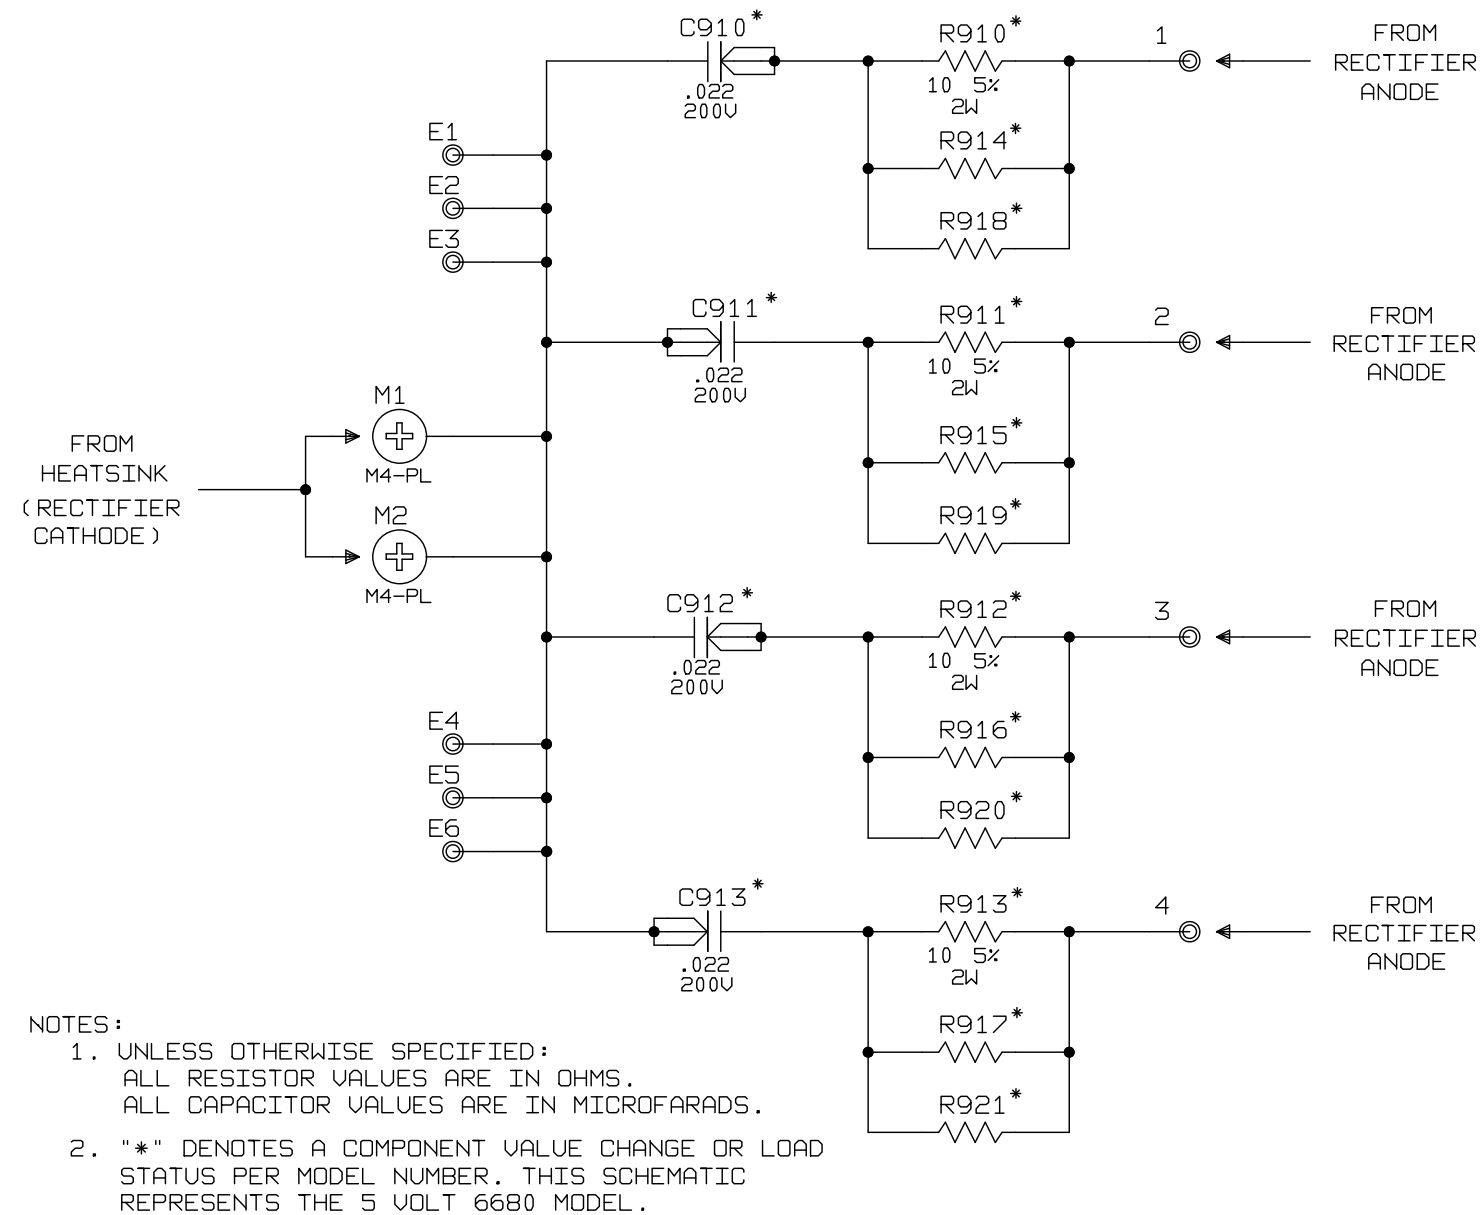 C910*
.022
200V
R910*
10 5%
2W
1
FROM
RECTIFIER
ANODE
R914*
R918*
E1
E2
E3
C911*
.022
200V
R911*
10 5%
2W
2
FROM
RECTIFIER
ANODE
R915*
R919*
FROM
HEATSINK
(RECTIFIER
CATHODE)
M1
M4-PL
M2
M4-PL
C912*
.022
200V
R912*
10 5%
2W
3
FROM
RECTIFIER
ANODE
R916*
R920*
E4
E5
E6
C913*
.022
200V
R913*
10 5%
2W
4
FROM
RECTIFIER
ANODE
R917*
R921*
NOTES:
1. UNLESS OTHERWISE SPECIFIED:
ALL RESISTOR VALUES ARE IN OHMS.
ALL CAPACITOR VALUES ARE IN MICROFARADS.
2. "*" DENOTES A COMPONENT VALUE CHANGE OR LOAD
STATUS PER MODEL NUMBER. THIS SCHEMATIC
REPRESENTS THE 5 VOLT 6680 MODEL.